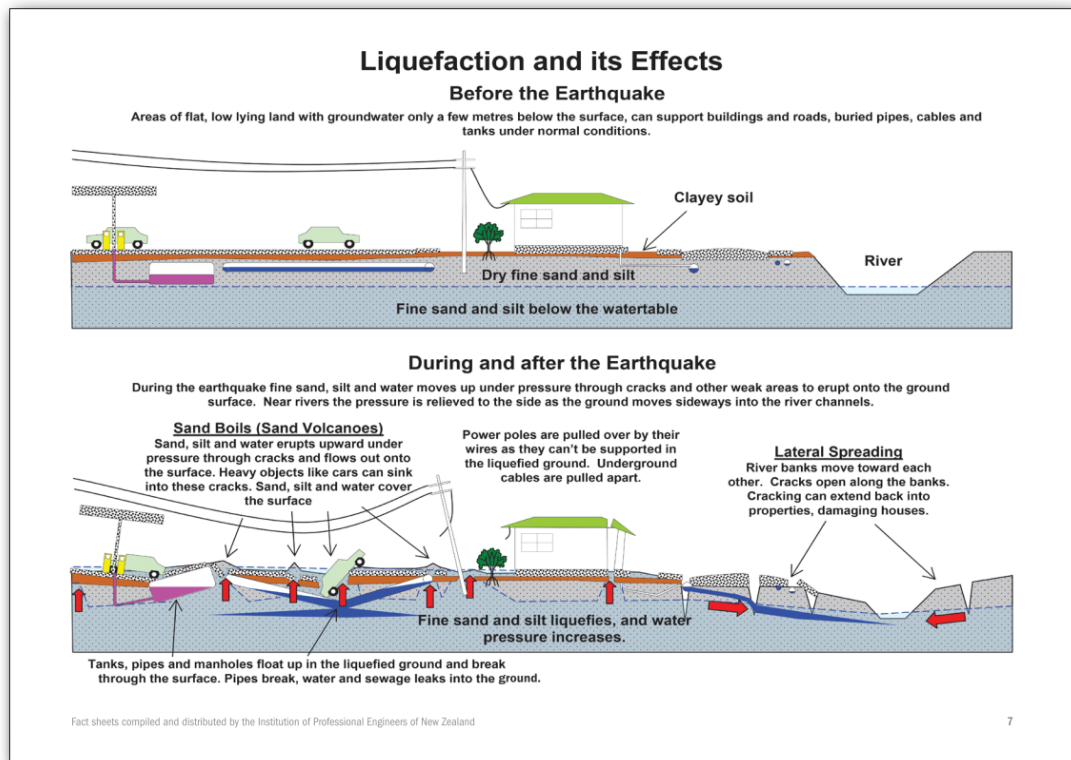 Liquefaction and its Effects
Before the Earthquake
Areas of flat, low lying land with groundwater only a few metres below the surface, can support buildings and roads, buried pipes, cables and
tanks under normal conditions.
Clayey soil
River
Dry fine sand and silt
Fine sand and silt below the watertable
During and after the Earthquake
During the earthquake fine sand, silt and water moves up under pressure through cracks and other weak areas to erupt onto the ground
surface. Near rivers the pressure is relieved to the side as the ground moves sideways into the river channels.
Sand Boils (Sand Volcanoes)
Sand, silt and water erupts upward under
pressure through cracks and flows out onto
the surface. Heavy objects like cars can sink
into these cracks. Sand, silt and water cover
the surface
Power poles are pulled over by their
wires as they can't be supported in
the liquefied ground. Underground
cables are pulled apart.
Lateral Spreading
River banks move toward each
other. Cracks open along the banks.
Cracking can extend back into
properties, damaging houses.
Fine sand and silt liquefies, and water
pressure increases.
Tanks, pipes and manholes float up in the liquefied ground and break
through the surface. Pipes break, water and sewage leaks into the ground.
Fact sheets compiled and distributed by the Institution of Professional Engineers of New Zealand
7